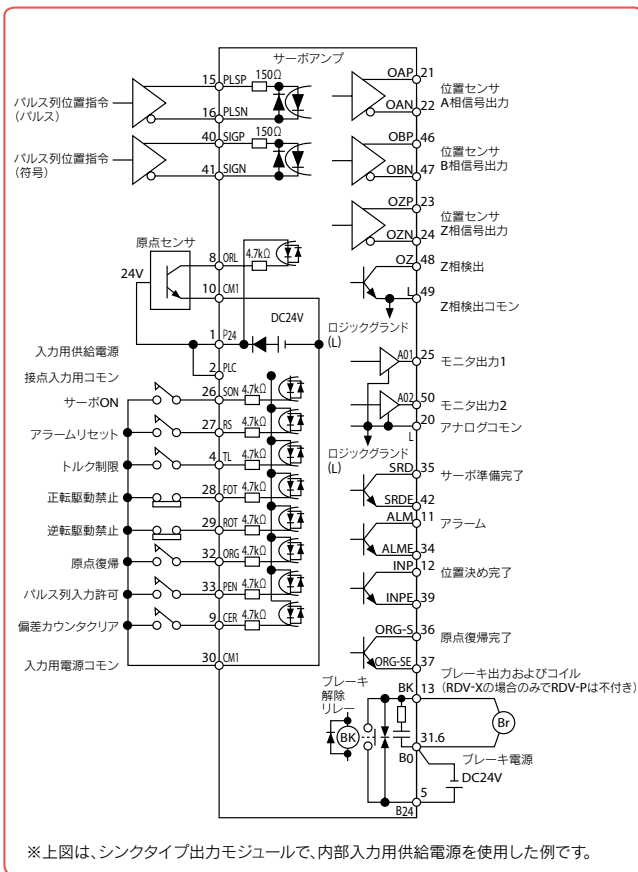 サーボアンプ
パルス列位置指令
(パルス)
15 PLSP 150Ω
16 PLSN
パルス列位置指令
(符号)
40 SIGP 150Ω
41 SIGN
原点センサ
24V
8 ORL 4.7kΩ
10 CM1
DC24V
入力用供給電源
1 P24
接点入力用コモン
2 PLC
サーボON
26 SON 4.7kΩ
アラームリセット
27 RS 4.7kΩ
トルク制限
4 TL 4.7kΩ
正転駆動禁止
28 FOT 4.7kΩ
逆転駆動禁止
29 ROT 4.7kΩ
原点復帰
32 ORG 4.7kΩ
パルス列入力許可
33 PEN 4.7kΩ
偏差カウンタクリア
9 CER 4.7kΩ
入力用電源コモン
30 CM1
OAP 21
OAN 22
位置センサ
A相信号出力
OBP 46
OBN 47
位置センサ
B相信号出力
OZP 23
OZN 24
位置センサ
Z相信号出力
OZ 48
Z相検出
L 49
Z相検出コモン
ロジックグランド
(L)
A01 25
モニタ出力1
A02 50
モニタ出力2
20
アナログコモン
L
ロジックグランド
(L)
SRD 35
サーボ準備完了
SRDE 42
ALM 11
アラーム
ALME 34
INP 12
位置決め完了
INPE 39
ORG-S 36
原点復帰完了
ORG-SE 37
ブレーキ出力およびコイル
(RDV-Xの場合のみでRDV-Pは不付き)
ブレーキ
解除
リレー
BK 13
BK
Br
31.6
B0
ブレーキ電源
DC24V
5
B24
※上図は、シンクタイプ出力モジュールで、内部入力用供給電源を使用した例です。